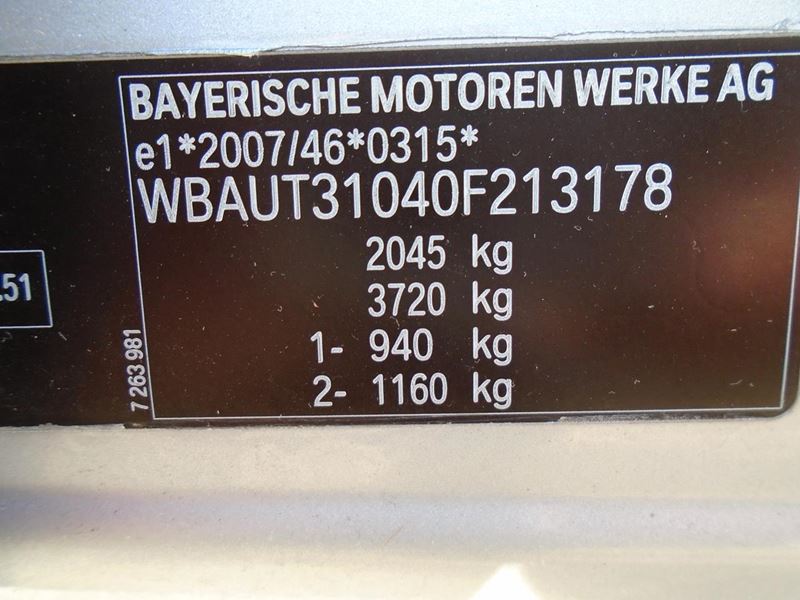 BAYERISCHE MOTOREN WERKE AG
e1*2007/46*0315*
WBAUT31040F213178
2045 kg
3720 kg
1- 940 kg
2- 1160 kg
7 263 981
.51